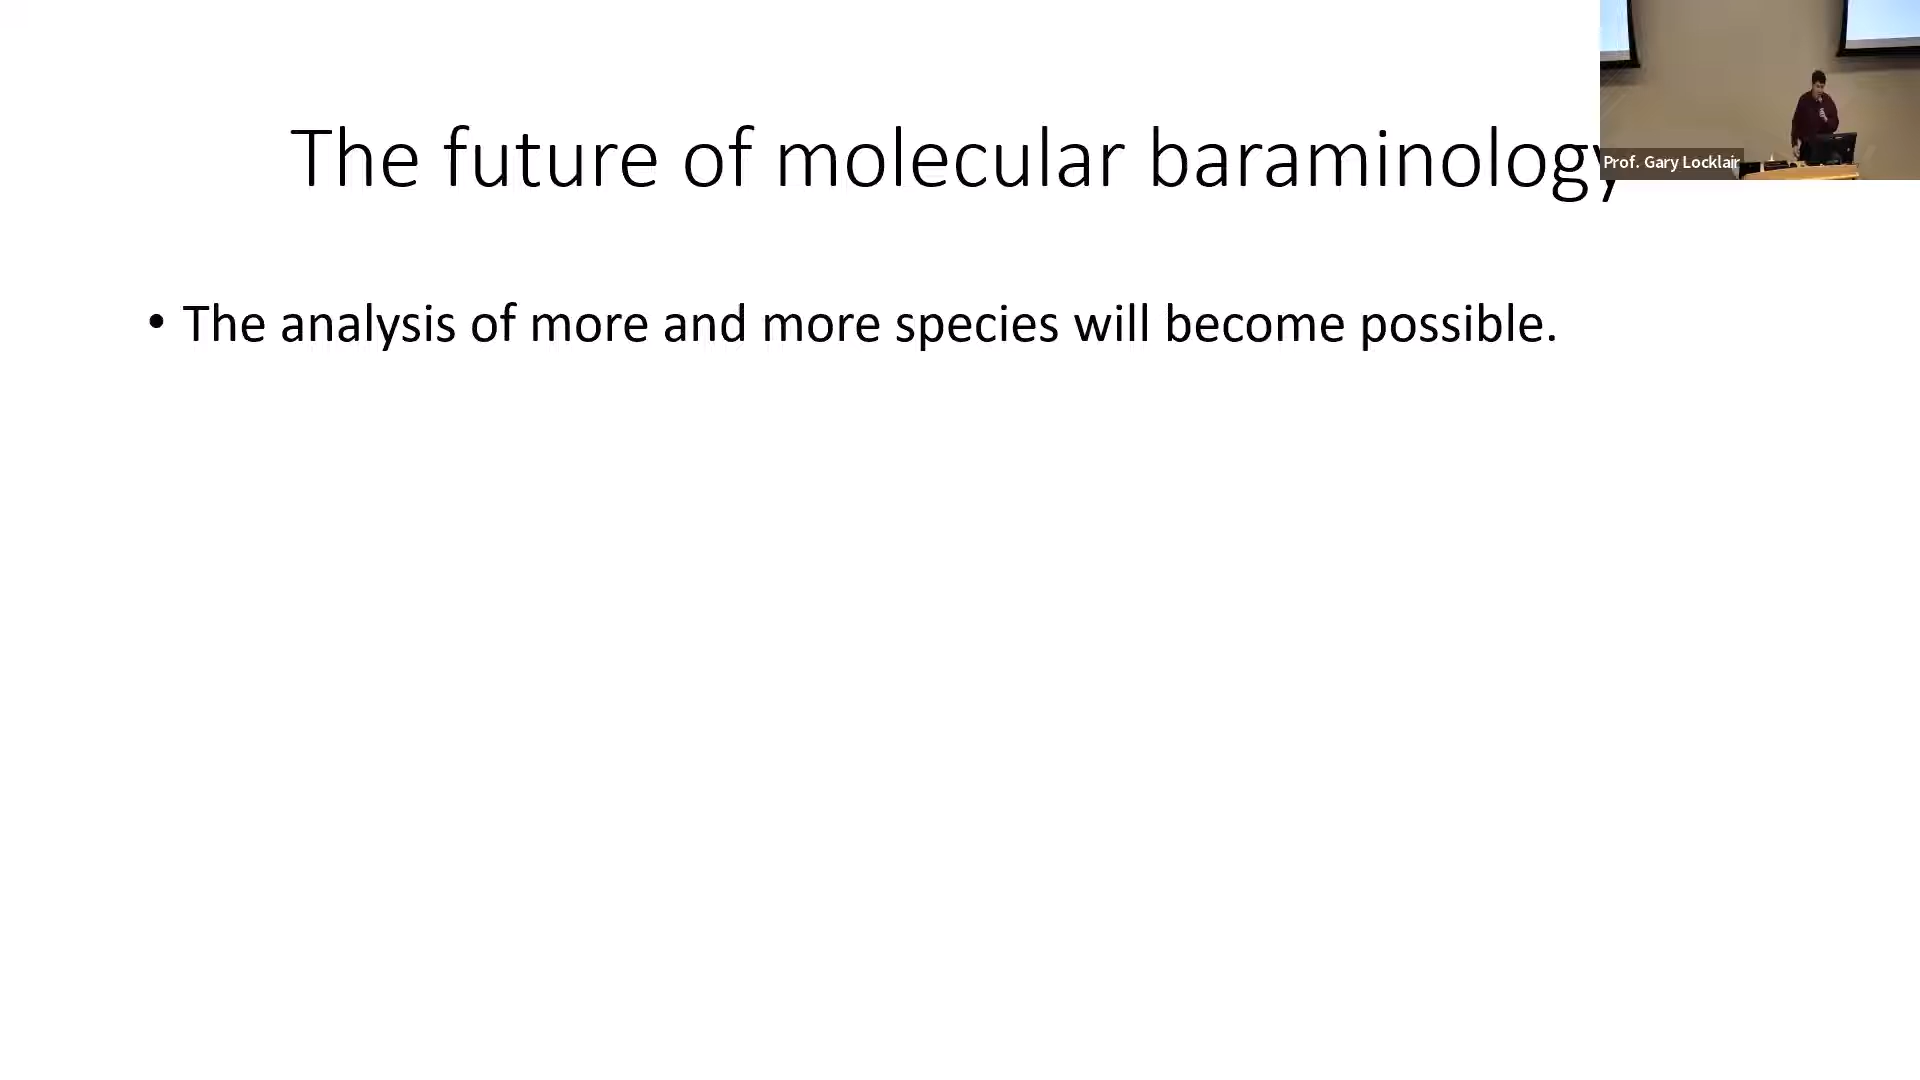 The future of molecular baraminology
Prof. Gary Locklair
• The analysis of more and more species will become possible.